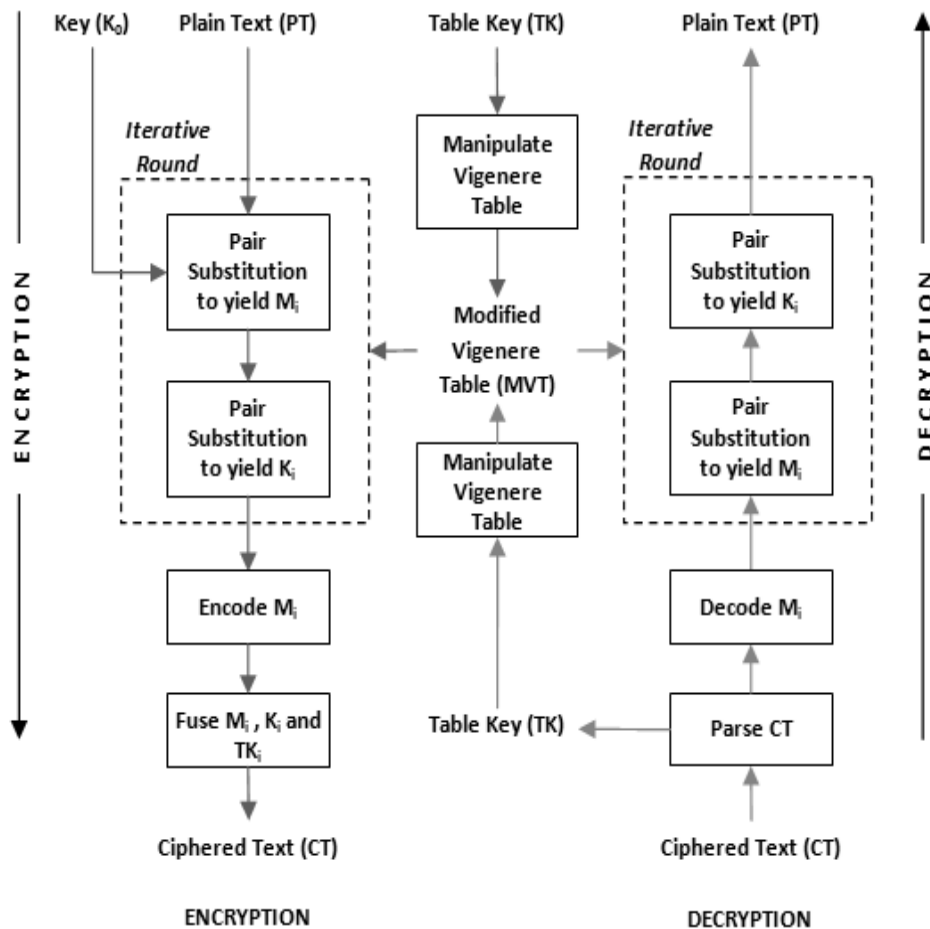 Key (K₀)
Plain Text (PT)
Table Key (TK)
Plain Text (PT)
Iterative
Round
Manipulate
Vigenere
Table
Iterative
Round
Pair
Substitution
to yield Mᵢ
Pair
Substitution
to yield Kᵢ
Modified
Vigenere
Table (MVT)
ENCRYPTION
DECRYPTION
Pair
Substitution
to yield Kᵢ
Manipulate
Vigenere
Table
Pair
Substitution
to yield Mᵢ
Encode Mᵢ
Decode Mᵢ
Fuse Mᵢ , Kᵢ and
TKᵢ
Table Key (TK)
Parse CT
Ciphered Text (CT)
Ciphered Text (CT)
ENCRYPTION
DECRYPTION